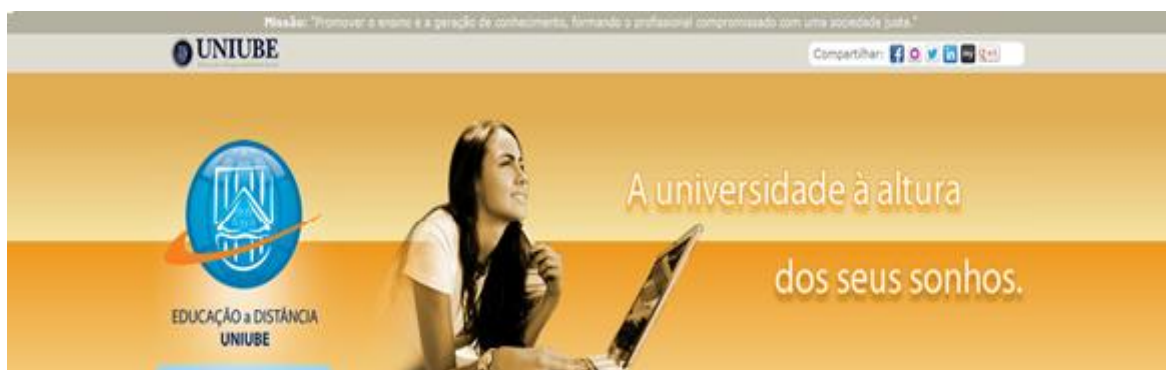 Missão: "Promover o ensino e a geração de conhecimento, formando o profissional compromissado com uma sociedade justa."
UNIUBE
Compartilhar:
A universidade à altura
dos seus sonhos.
EDUCAÇÃO a DISTÂNCIA
UNIUBE